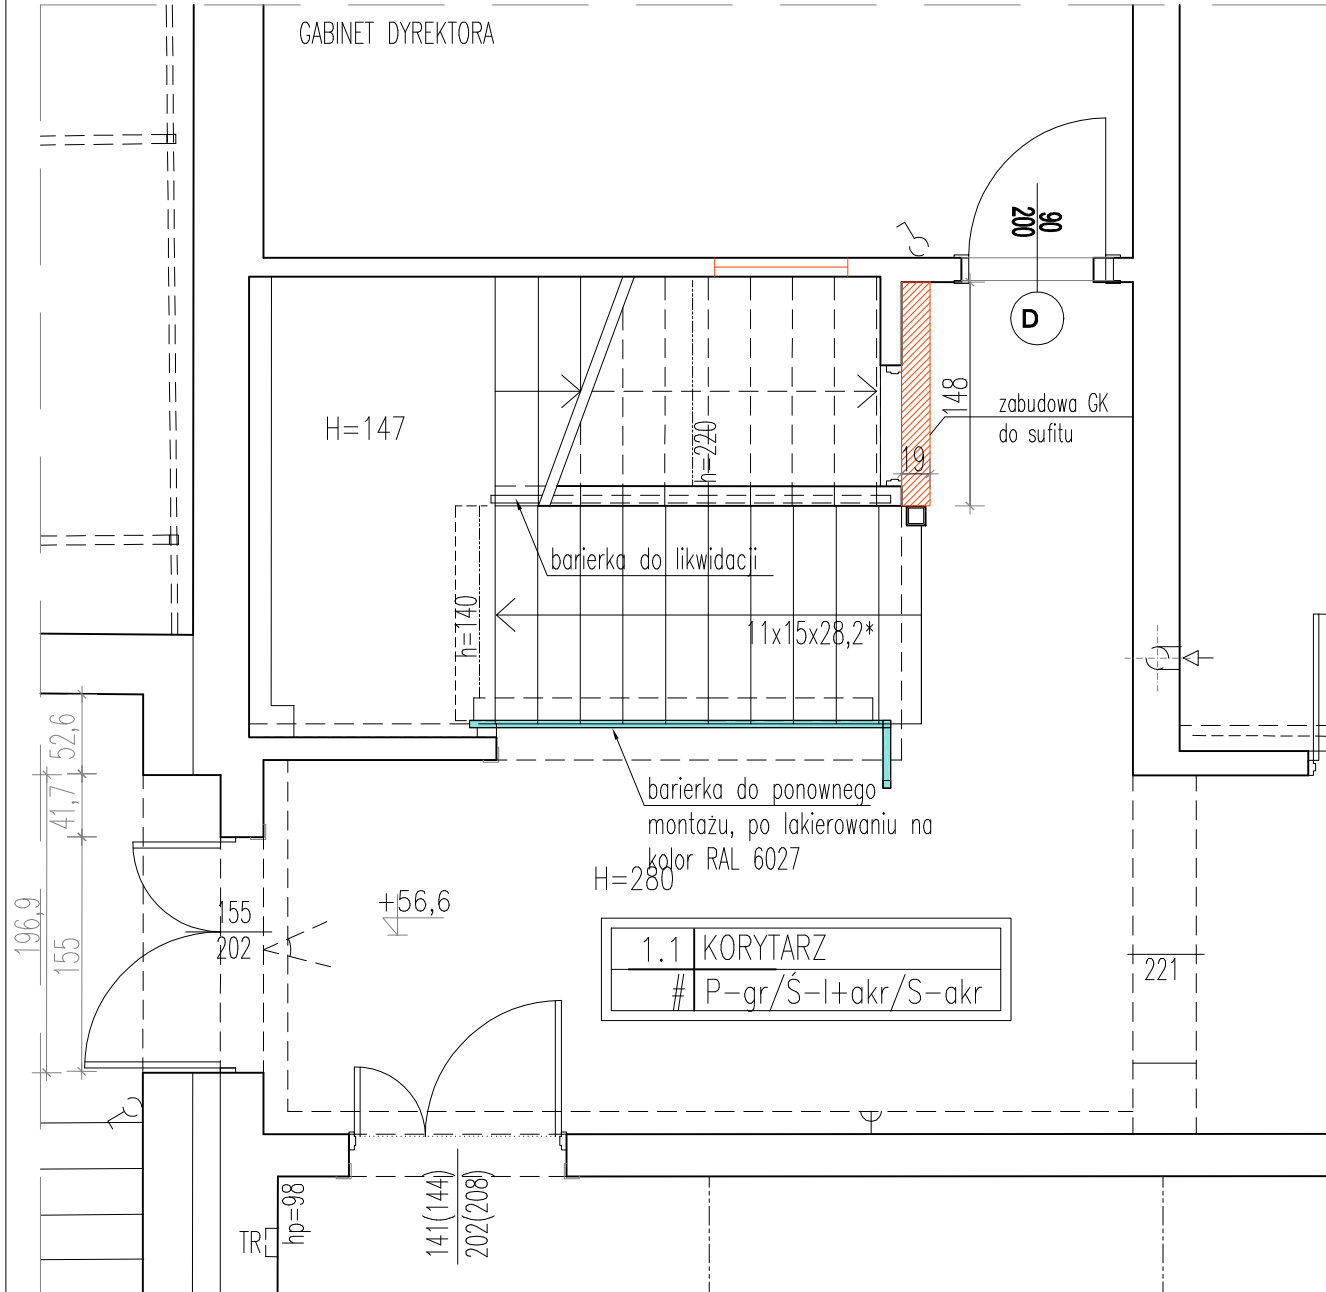 GABINET DYREKTORA
90
200
D
H=147
h=220
148
zabudowa GK
do sufitu
19
barierka do likwidacji
h=140
11x15x28,2*
52,6
41,7
barierka do ponownego
montażu, po lakierowaniu na
kolor RAL 6027
H=280
+56,6
196,9
155
155
202
1.1 KORYTARZ
# P-gr/Ś-l+akr/S-akr
221
TR
hp=98
141(144)
202(208)